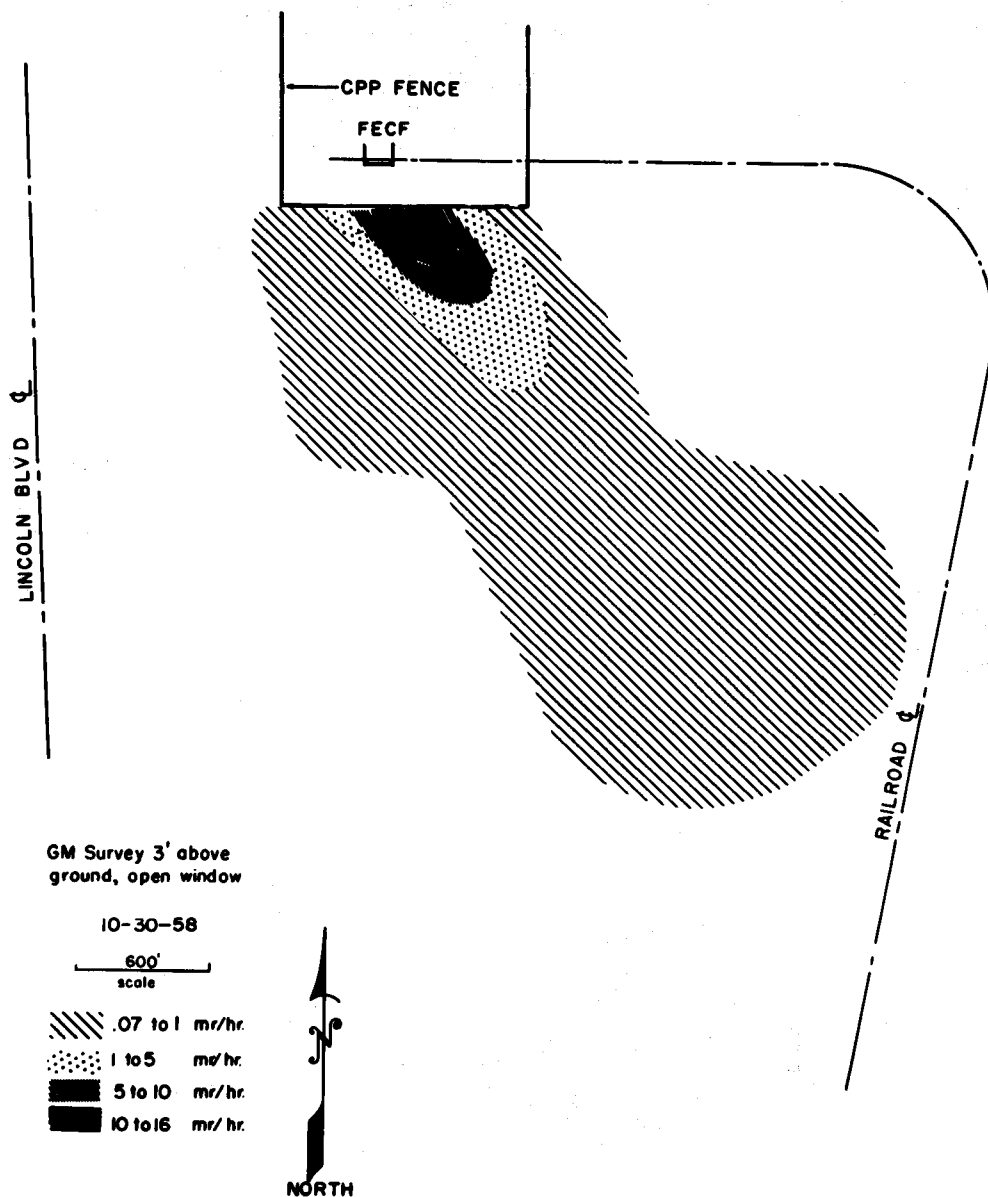 CPP FENCE
FECF
LINCOLN BLVD ℄
RAILROAD ℄
GM Survey 3' above
ground, open window
10-30-58
600'
scale
.07 to 1 mr/hr.
1 to 5 mr/hr.
5 to 10 mr/hr.
10 to 16 mr/hr.
N
NORTH